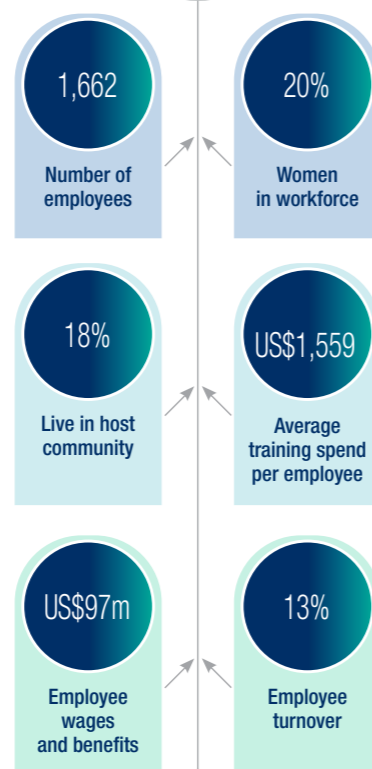 1,662
Number of
employees
20%
Women
in workforce
18%
Live in host
community
US$1,559
Average
training spend
per employee
US$97m
Employee
wages
and benefits
13%
Employee
turnover